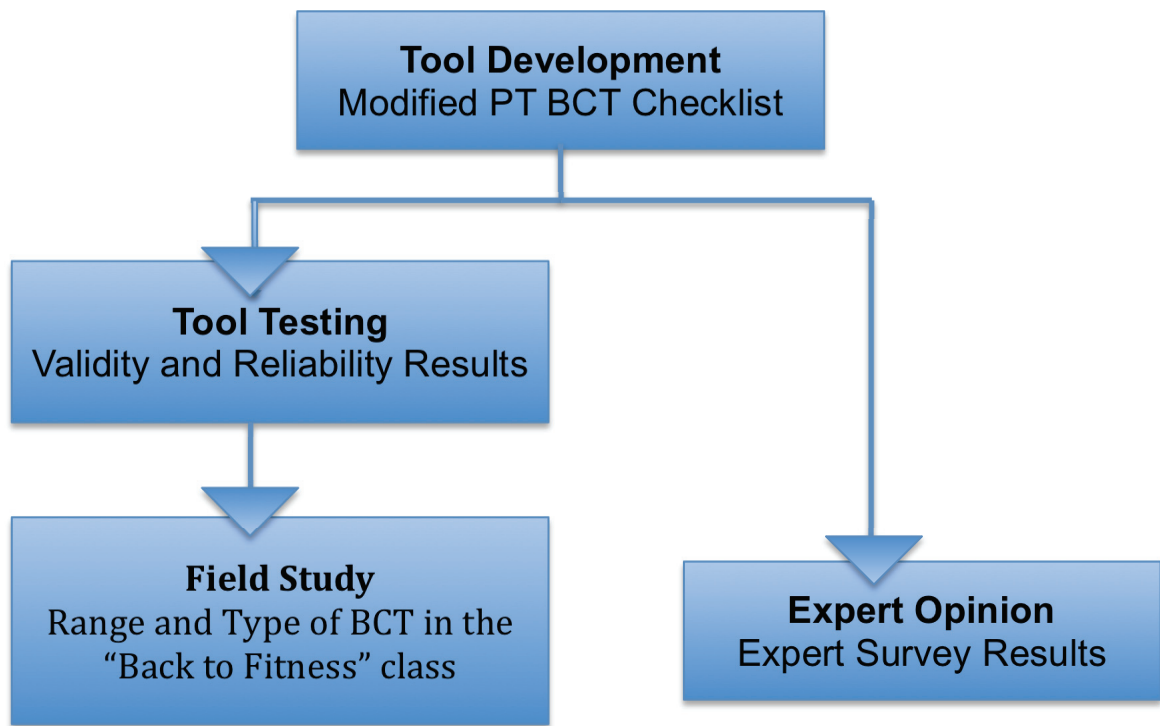 Tool Development
Modified PT BCT Checklist
Tool Testing
Validity and Reliability Results
Field Study
Range and Type of BCT in the
“Back to Fitness” class
Expert Opinion
Expert Survey Results